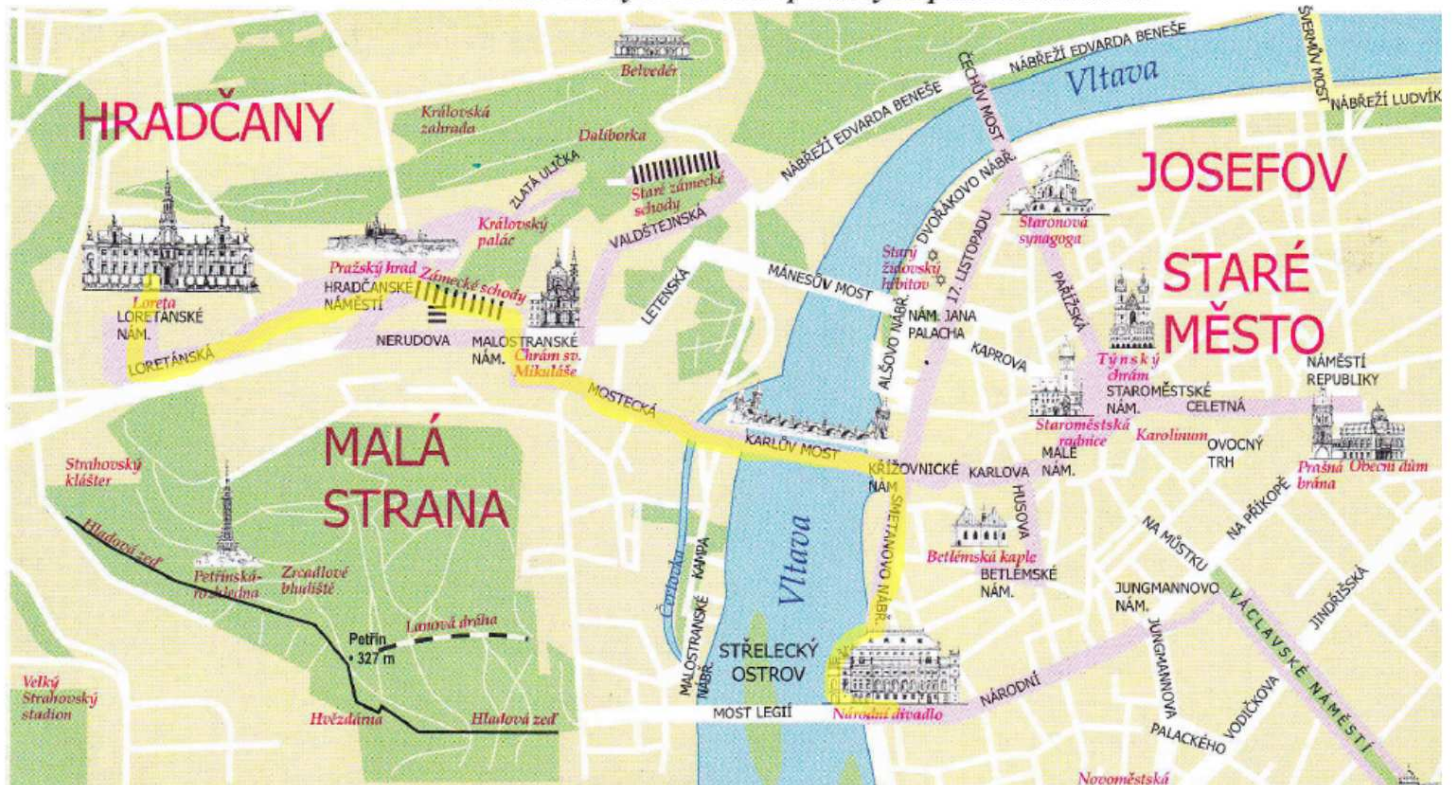 ŠVERMŮV MOST
NÁBŘEŽÍ EDVARDA BENEŠE
ČECHŮV MOST
Vltava
NÁBŘEŽÍ LUDVÍK
Belvedér
HRADČANY
Královská
zahrada
Daliborka
NÁBŘEŽÍ EDVARDA BENEŠE
ZLATÁ ULIČKA
Staré zámecké
schody
VALDŠTEJNSKÁ
Královský
palác
DVOŘÁKOVO NÁBŘ.
17. LISTOPADU
Staronová
synagoga
JOSEFOV
STARÉ
MĚSTO
Starý
židovský
hřbitov
PAŘÍŽSKÁ
Pražský hrad
HRADČANSKÉ
NÁMĚSTÍ
Zámecké schody
LETENSKÁ
MÁNESŮV MOST
ALŠOVO NÁBŘ.
NÁM. JANA
PALACHA
KAPROVA
Loreta
LORETÁNSKÉ
NÁM.
LORETÁNSKÁ
NERUDOVA
MALOSTRANSKÉ
NÁM.
Chrám sv.
Mikuláše
MOSTECKÁ
KARLŮV MOST
Týnský
chrám
STAROMĚSTSKÉ
NÁM.
CELETNÁ
NÁMĚSTÍ
REPUBLIKY
Staroměstská
radnice
Karolinum
OVOCNÝ
TRH
MALÉ
NÁM.
Prašná
brána
Obecní dům
KŘÍŽOVNICKÉ
NÁM
KARLOVA
HUSOVA
MALÁ
STRANA
Strahovský
klášter
Hladová zeď
Petřínská
rozhledna
Zrcadlové
bludiště
Lanová dráha
Petřín
• 327 m
Velký
Strahovský
stadion
Hvězdárna
Hladová zeď
Čertovka
KAMPA
MALOSTRANSKÉ
NÁBŘ.
Vltava
SMETANOVO NÁBŘ.
Betlémská kaple
BETLÉMSKÉ
NÁM.
NA MŮSTKU
NA PŘÍKOPĚ
JUNGMANNOVO
NÁM.
VÁCLAVSKÉ NÁMĚSTÍ
JINDŘIŠSKÁ
STŘELECKÝ
OSTROV
MOST LEGIÍ
Národní divadlo
NÁRODNÍ
JUNGMANNOVA
VODIČKOVA
PALACKÉHO
Novoměstská